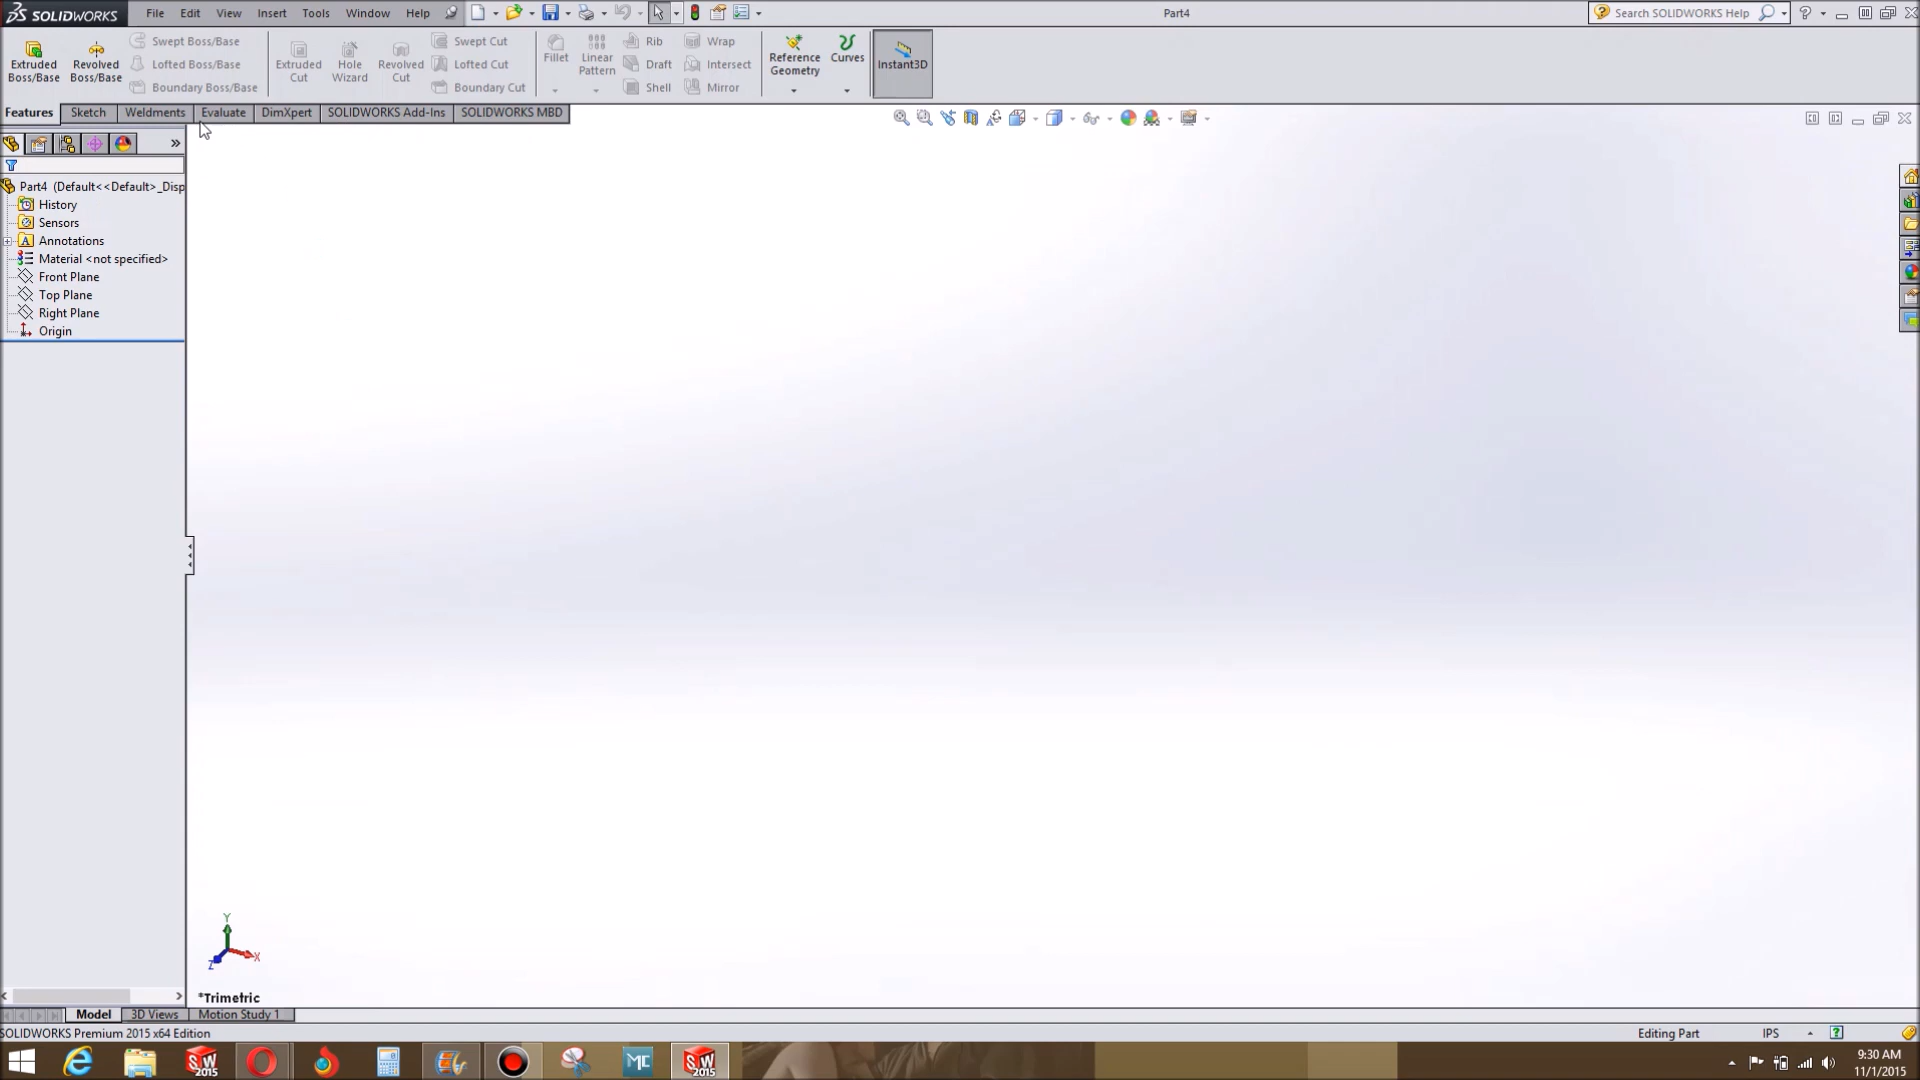 SOLIDWORKS File Edit View Insert Tools Window Help Part4 Search SOLIDWORKS Help
Extruded Boss/Base
Revolved Boss/Base
Swept Boss/Base
Lofted Boss/Base
Boundary Boss/Base
Extruded Cut
Hole Wizard
Revolved Cut
Swept Cut
Lofted Cut
Boundary Cut
Fillet
Linear Pattern
Rib
Draft
Shell
Wrap
Intersect
Mirror
Reference Geometry
Curves
Instant3D
Features Sketch Weldments Evaluate DimXpert SOLIDWORKS Add-Ins SOLIDWORKS MBD
Part4 (Default<<Default>_Disp
History
Sensors
Annotations
Material <not specified>
Front Plane
Top Plane
Right Plane
Origin
Y
X
Z
*Trimetric
Model 3D Views Motion Study 1
SOLIDWORKS Premium 2015 x64 Edition Editing Part IPS
SW 2015
MC
SW 2015
9:30 AM
11/1/2015